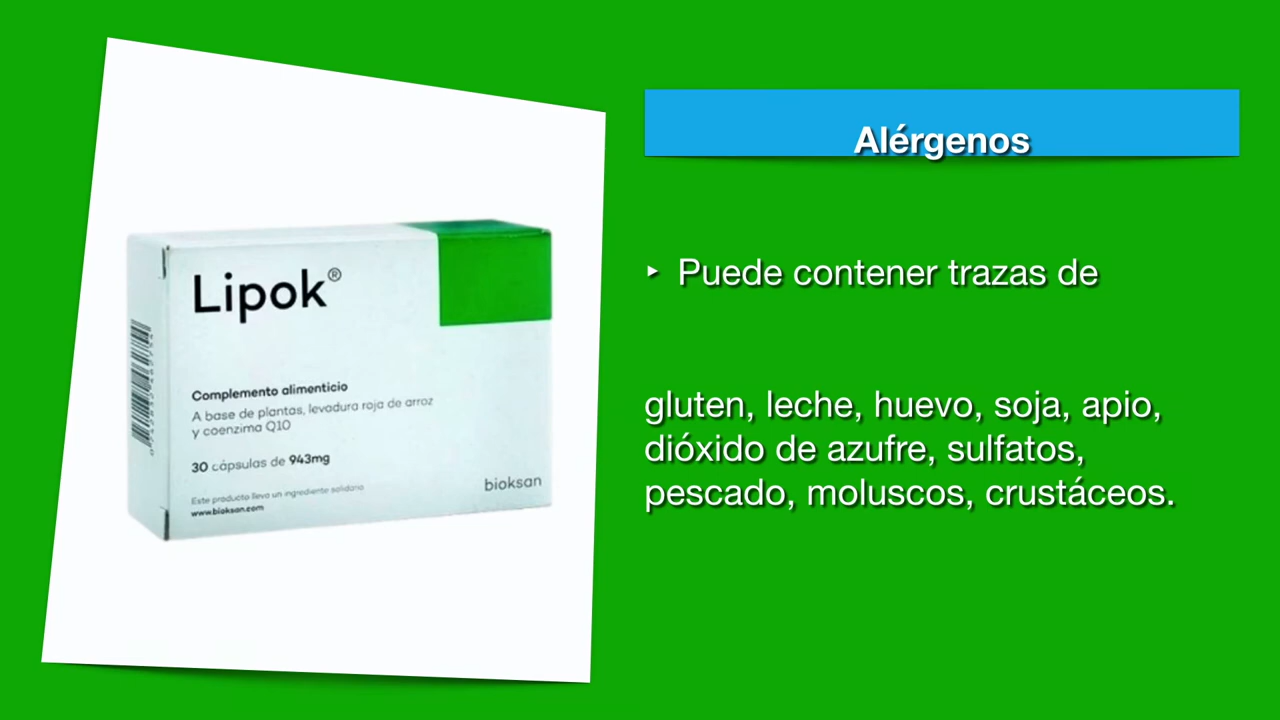 Lipok®
Complemento alimenticio
A base de plantas, levadura roja de arroz
y coenzima Q10
30 cápsulas de 943mg
Este producto lleva un ingrediente solidario
www.bioksan.com
bioksan
Alérgenos
‣ Puede contener trazas de
gluten, leche, huevo, soja, apio,
dióxido de azufre, sulfatos,
pescado, moluscos, crustáceos.